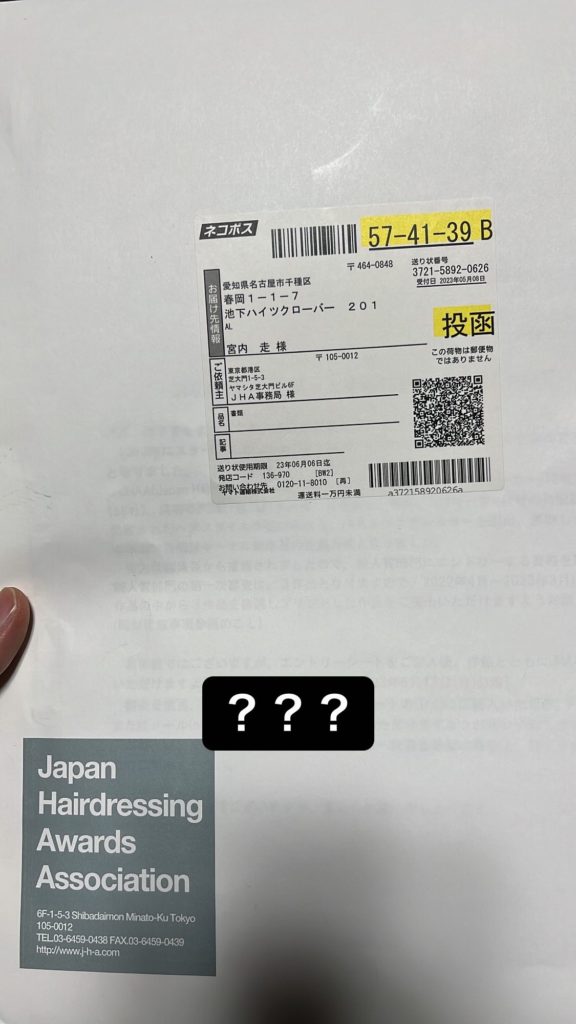 ネコポス
57-41-39 B
〒464-0848
送り状番号
3721-5892-0626
受付日 2023年05月08日
お届け先情報
愛知県名古屋市千種区
春岡1-1-7
池下ハイツクローバー 201
AL
宮内 走 様
投函
この荷物は郵便物
ではありません
〒105-0012
ご依頼主
東京都港区
芝大門1-5-3
ヤマシタ芝大門ビル6F
JHA事務局 様
品名
書類
記事
送り状使用期限 23年06月06日迄
発店コード 136-970 [BW2]
お問い合わせ先 0120-11-8010 [再]
ヤマト運輸株式会社
運送料一万円未満
a372158920626a
???
Japan
Hairdressing
Awards
Association
6F-1-5-3 Shibadaimon Minato-Ku Tokyo
105-0012
TEL.03-6459-0438 FAX.03-6459-0439
http://www.j-h-a.com